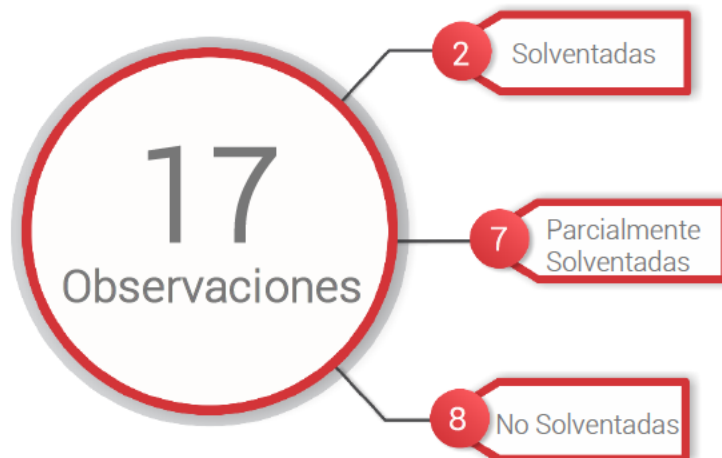 17
Observaciones
2
Solventadas
7
Parcialmente
Solventadas
8
No Solventadas